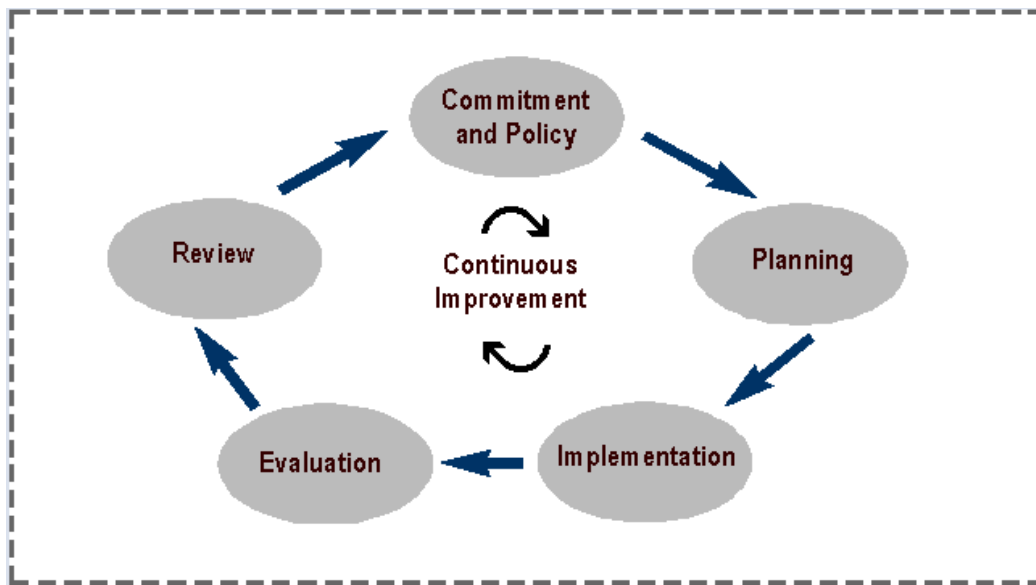 Commitment
and Policy
Planning
Implementation
Evaluation
Review
Continuous
Improvement